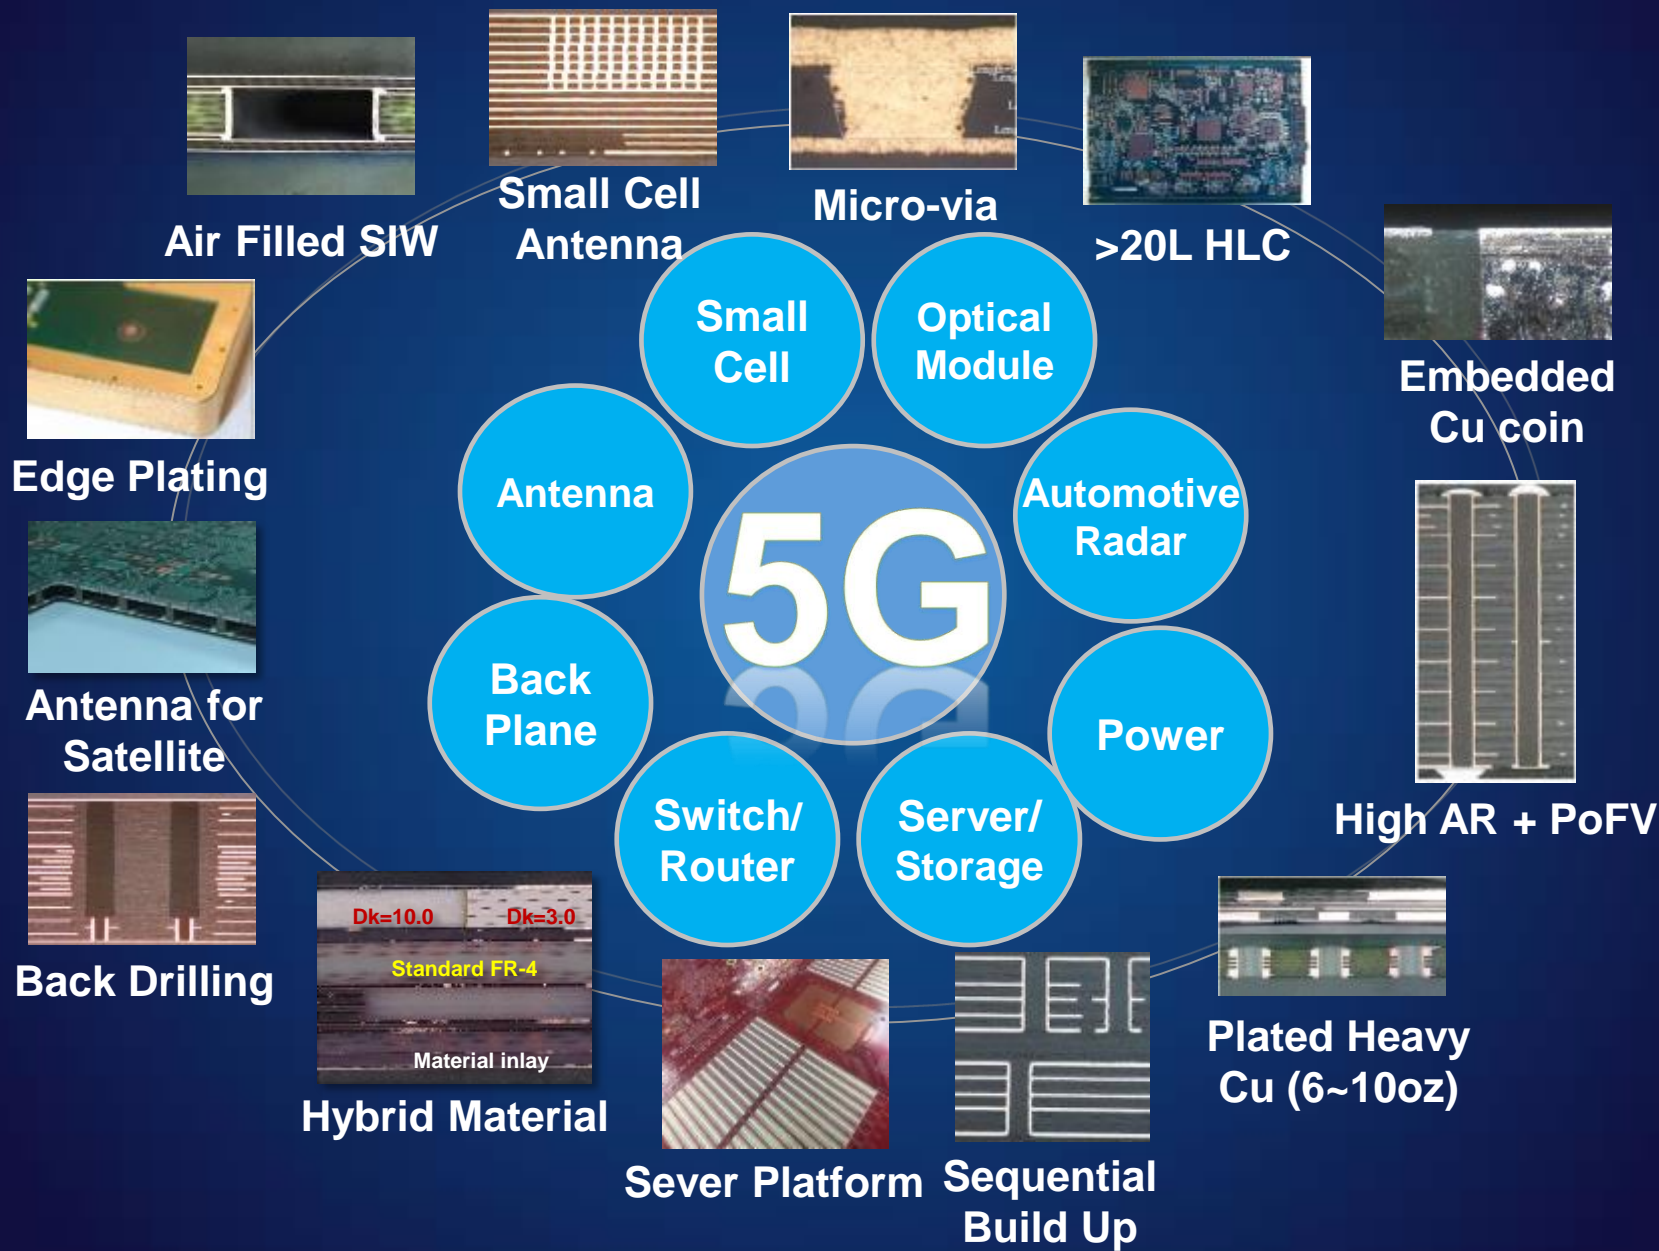 Air Filled SIW
Small Cell
Antenna
Micro-via
>20L HLC
Embedded
Cu coin
Edge Plating
Small
Cell
Optical
Module
Antenna
Automotive
Radar
5G
Antenna for
Satellite
Back
Plane
Power
High AR + PoFV
Switch/
Router
Server/
Storage
Back Drilling
Dk=10.0
Dk=3.0
Standard FR-4
Material inlay
Hybrid Material
Sever Platform
Sequential
Build Up
Plated Heavy
Cu (6~10oz)